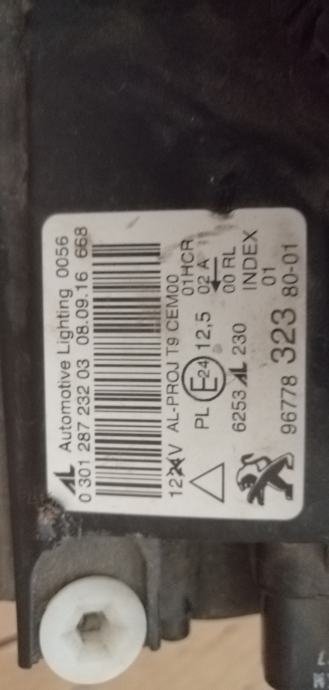 AL Automotive Lighting 0056
0 301 287 232 03 08.09.16 668
12V AL-PROJ T9 CEM00
PL E24 12,5
01HCR
02 A
00 RL
6253 AL 230
INDEX
01
96778 323 80-01